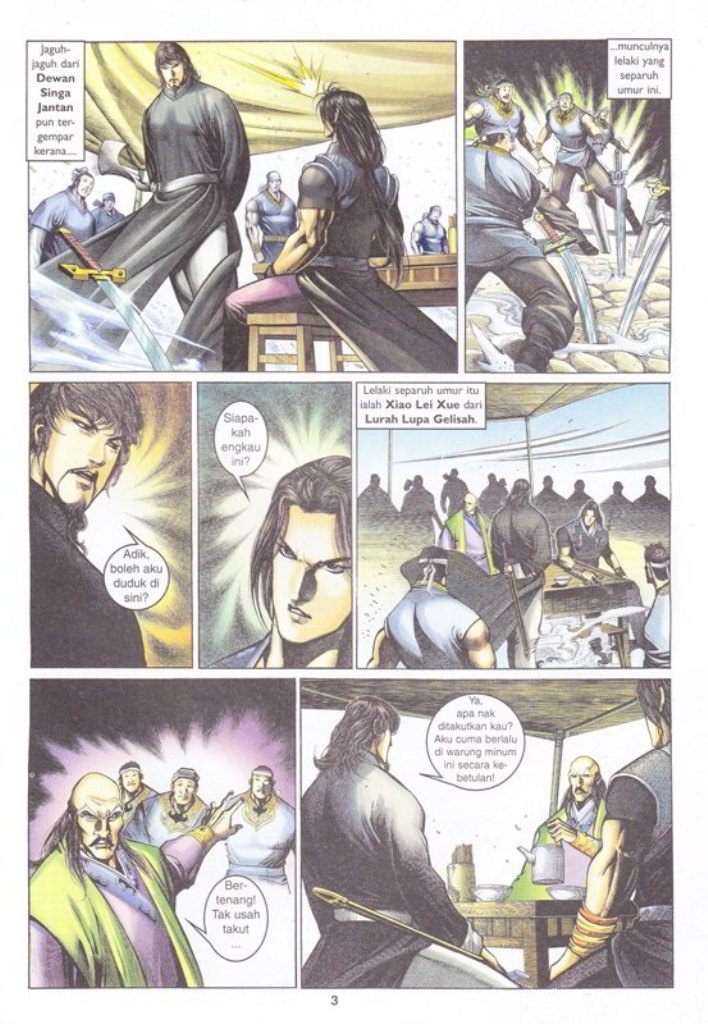 Jaguh-
jaguh dari
Dewan
Singa
Jantan
pun ter-
gempar
kerana....
...munculnya
lelaki yang
separuh
umur ini.
Adik,
boleh aku
duduk di
sini?
Siapa-
kah
engkau
ini?
Lelaki separuh umur itu
ialah Xiao Lei Xue dari
Lurah Lupa Gelisah.
Ber-
tenang!
Tak usah
takut
...
Ya,
apa nak
ditakutkan kau?
Aku cuma berlalu
di warung minum
ini secara ke-
betulan!
3